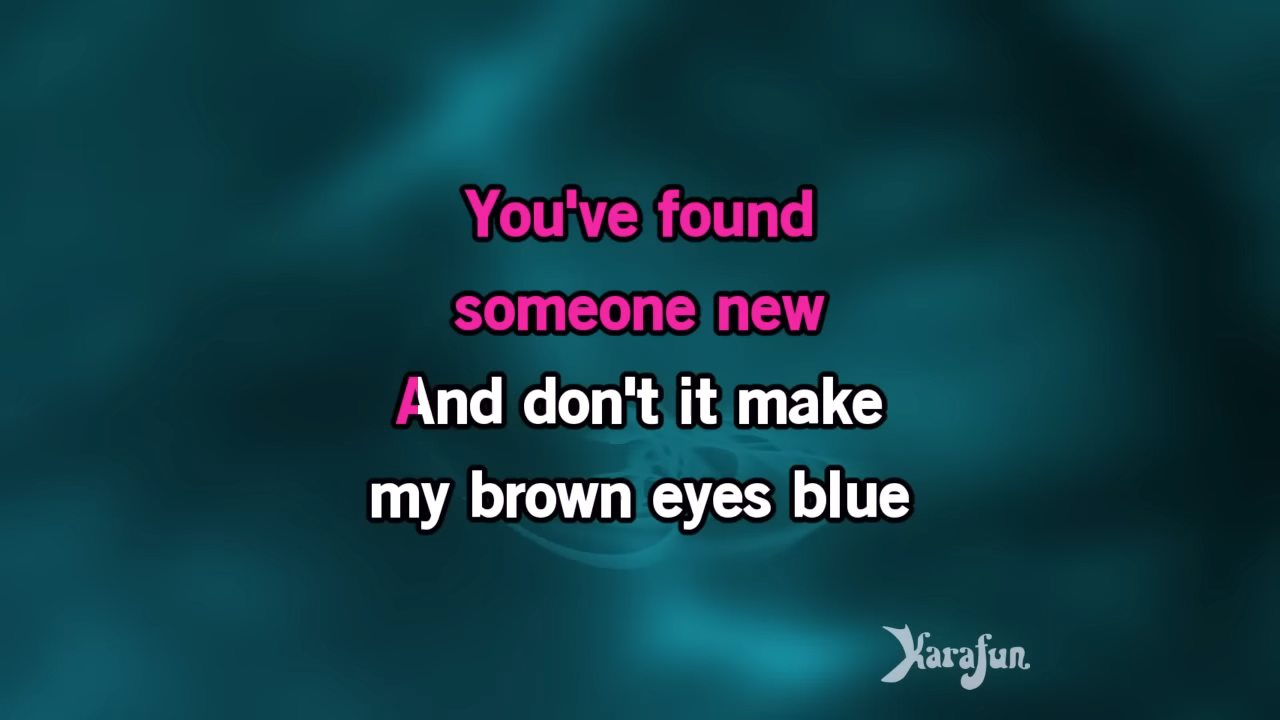 You've found
someone new
And don't it make
my brown eyes blue
Karafun